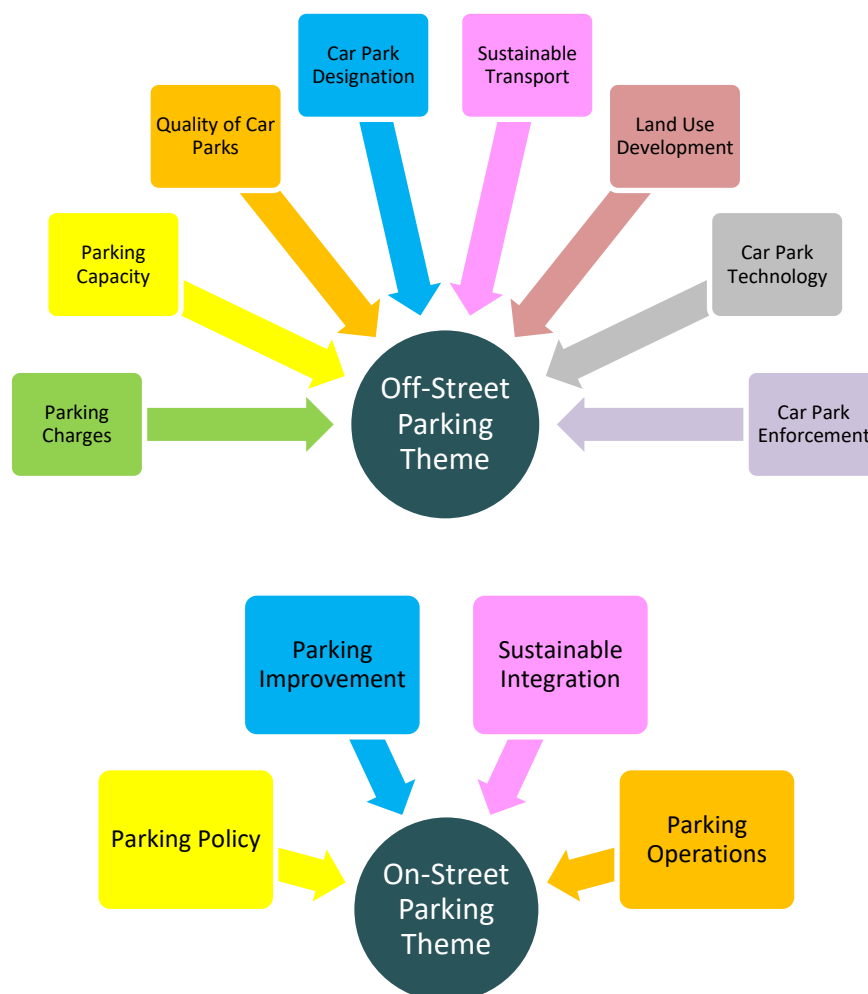 Car Park
Designation
Sustainable
Transport
Quality of Car
Parks
Land Use
Development
Parking
Capacity
Car Park
Technology
Parking
Charges
Off-Street
Parking
Theme
Car Park
Enforcement
Parking
Improvement
Sustainable
Integration
Parking Policy
Parking
Operations
On-Street
Parking
Theme